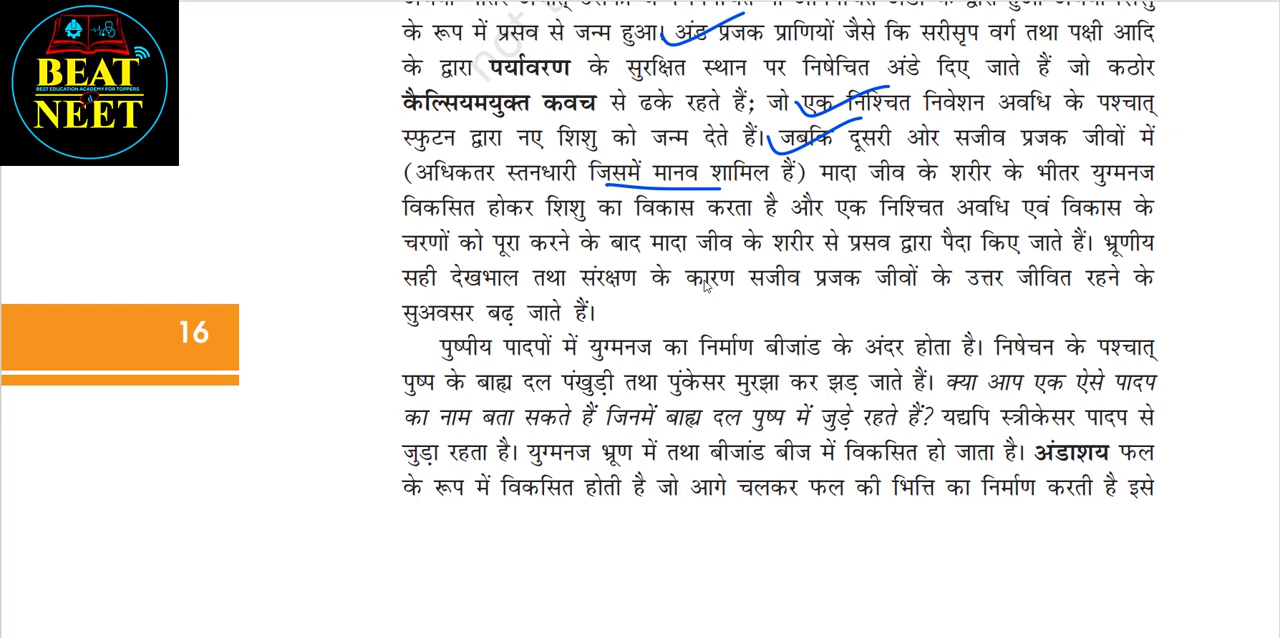 BEAT
BEST EDUCATION ACADEMY FOR TOPPERS
NEET
के रूप में प्रसव से जन्म हुआ। अंड प्रजक प्राणियों जैसे कि सरीसृप वर्ग तथा पक्षी आदि
के द्वारा पर्यावरण के सुरक्षित स्थान पर निषेचित अंडे दिए जाते हैं जो कठोर
कैल्सियमयुक्त कवच से ढके रहते हैं; जो एक निश्चित निवेशन अवधि के पश्चात्
स्फुटन द्वारा नए शिशु को जन्म देते हैं। जबकि दूसरी ओर सजीव प्रजक जीवों में
(अधिकतर स्तनधारी जिसमें मानव शामिल हैं) मादा जीव के शरीर के भीतर युग्मनज
विकसित होकर शिशु का विकास करता है और एक निश्चित अवधि एवं विकास के
चरणों को पूरा करने के बाद मादा जीव के शरीर से प्रसव द्वारा पैदा किए जाते हैं। भ्रूणीय
सही देखभाल तथा संरक्षण के कारण सजीव प्रजक जीवों के उत्तर जीवित रहने के
सुअवसर बढ़ जाते हैं।
16
पुष्पीय पादपों में युग्मनज का निर्माण बीजांड के अंदर होता है। निषेचन के पश्चात्
पुष्प के बाह्य दल पंखुड़ी तथा पुंकेसर मुरझा कर झड़ जाते हैं। क्या आप एक ऐसे पादप
का नाम बता सकते हैं जिनमें बाह्य दल पुष्प में जुड़े रहते हैं? यद्यपि स्त्रीकेसर पादप से
जुड़ा रहता है। युग्मनज भ्रूण में तथा बीजांड बीज में विकसित हो जाता है। अंडाशय फल
के रूप में विकसित होती है जो आगे चलकर फल की भित्ति का निर्माण करती है इसे